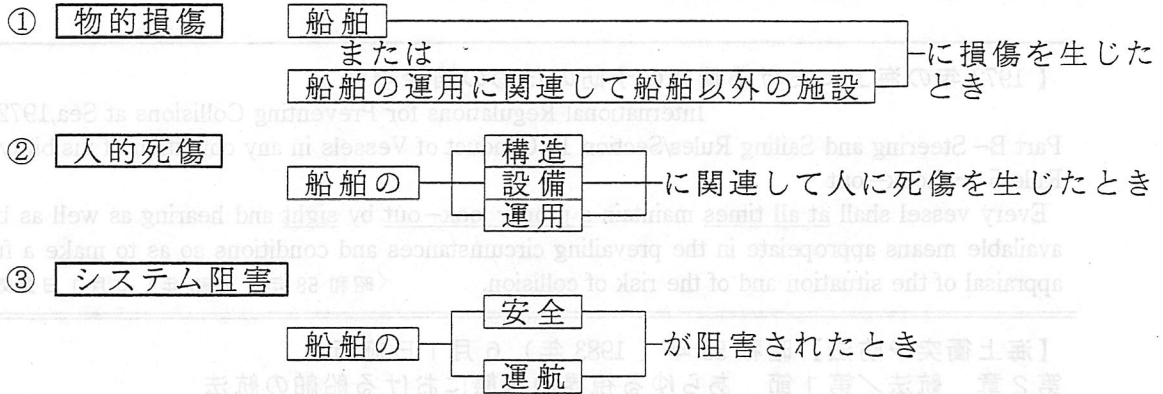 ① 物的損傷 船舶
または
に損傷を生じた
船舶の運用に関連して船舶以外の施設 とき
② 人的死傷 構造
船舶の 設備 に関連して人に死傷を生じたとき
運用
③ システム阻害
安全
船舶の が阻害されたとき
運航